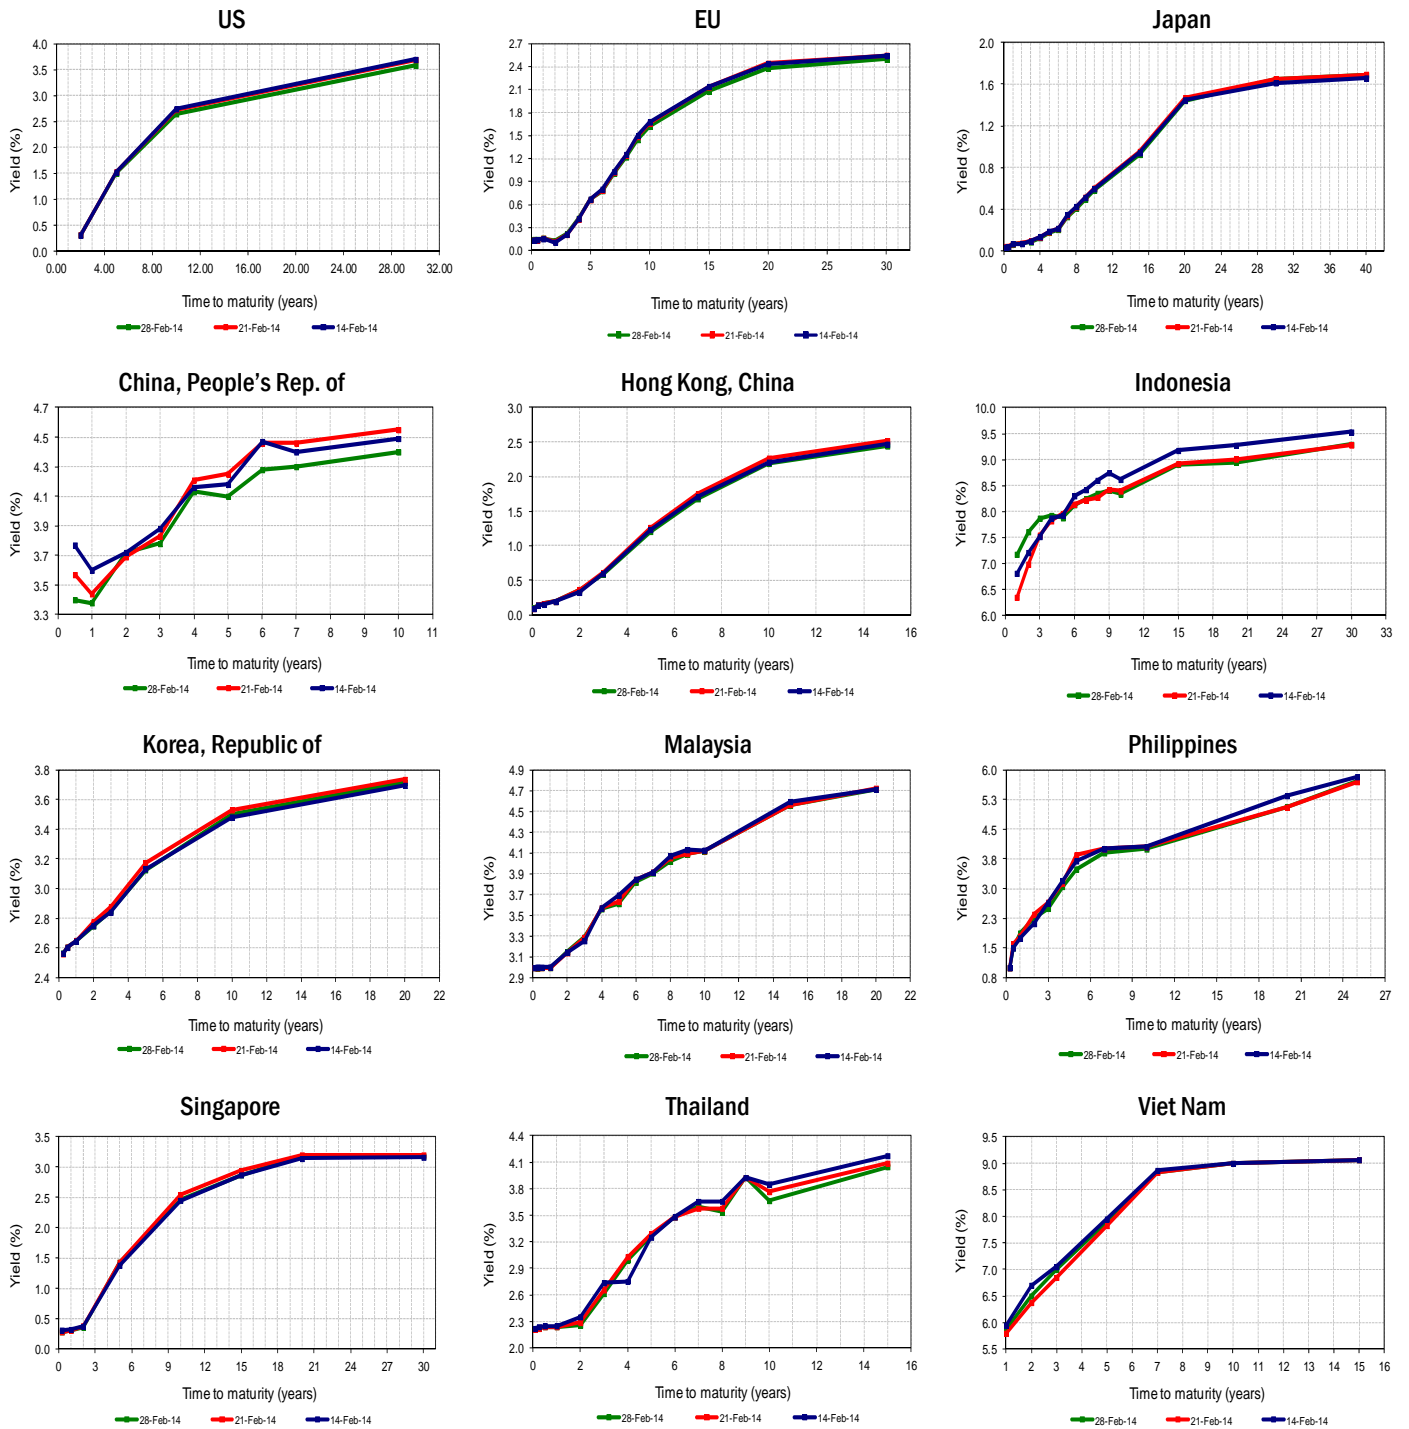 US
EU
Japan
4.0
3.5
3.0
2.5
2.0
1.5
1.0
0.5
0.0
Yield (%)
0.00 4.00 8.00 12.00 16.00 20.00 24.00 28.00 32.00
Time to maturity (years)
28-Feb-14 21-Feb-14 14-Feb-14
2.7
2.4
2.1
1.8
1.5
1.2
0.9
0.6
0.3
0.0
Yield (%)
0 5 10 15 20 25 30
Time to maturity (years)
28-Feb-14 21-Feb-14 14-Feb-14
2.0
1.6
1.2
0.8
0.4
0.0
Yield (%)
0 4 8 12 16 20 24 28 32 36 40
Time to maturity (years)
28-Feb-14 21-Feb-14 14-Feb-14
China, People's Rep. of
Hong Kong, China
Indonesia
4.7
4.5
4.3
4.1
3.9
3.7
3.5
3.3
Yield (%)
0 1 2 3 4 5 6 7 8 9 10 11
Time to maturity (years)
28-Feb-14 21-Feb-14 14-Feb-14
3.0
2.5
2.0
1.5
1.0
0.5
0.0
Yield (%)
0 2 4 6 8 10 12 14 16
Time to maturity (years)
28-Feb-14 21-Feb-14 14-Feb-14
10.0
9.5
9.0
8.5
8.0
7.5
7.0
6.5
6.0
Yield (%)
0 3 6 9 12 15 18 21 24 27 30 33
Time to maturity (years)
28-Feb-14 21-Feb-14 14-Feb-14
Korea, Republic of
Malaysia
Philippines
3.8
3.6
3.4
3.2
3.0
2.8
2.6
2.4
Yield (%)
0 2 4 6 8 10 12 14 16 18 20 22
Time to maturity (years)
28-Feb-14 21-Feb-14 14-Feb-14
4.9
4.7
4.5
4.3
4.1
3.9
3.7
3.5
3.3
3.1
2.9
Yield (%)
0 2 4 6 8 10 12 14 16 18 20 22
Time to maturity (years)
28-Feb-14 21-Feb-14 14-Feb-14
6.0
5.3
4.5
3.8
3.0
2.3
1.5
0.8
Yield (%)
0 3 6 9 12 15 18 21 24 27
Time to maturity (years)
28-Feb-14 21-Feb-14 14-Feb-14
Singapore
Thailand
Viet Nam
3.5
3.0
2.5
2.0
1.5
1.0
0.5
0.0
Yield (%)
0 3 6 9 12 15 18 21 24 27 30
Time to maturity (years)
28-Feb-14 21-Feb-14 14-Feb-14
4.4
4.1
3.8
3.5
3.2
2.9
2.6
2.3
2.0
Yield (%)
0 2 4 6 8 10 12 14 16
Time to maturity (years)
28-Feb-14 21-Feb-14 14-Feb-14
9.5
9.0
8.5
8.0
7.5
7.0
6.5
6.0
5.5
Yield (%)
1 2 3 4 5 6 7 8 9 10 11 12 13 14 15 16
Time to maturity (years)
28-Feb-14 21-Feb-14 14-Feb-14